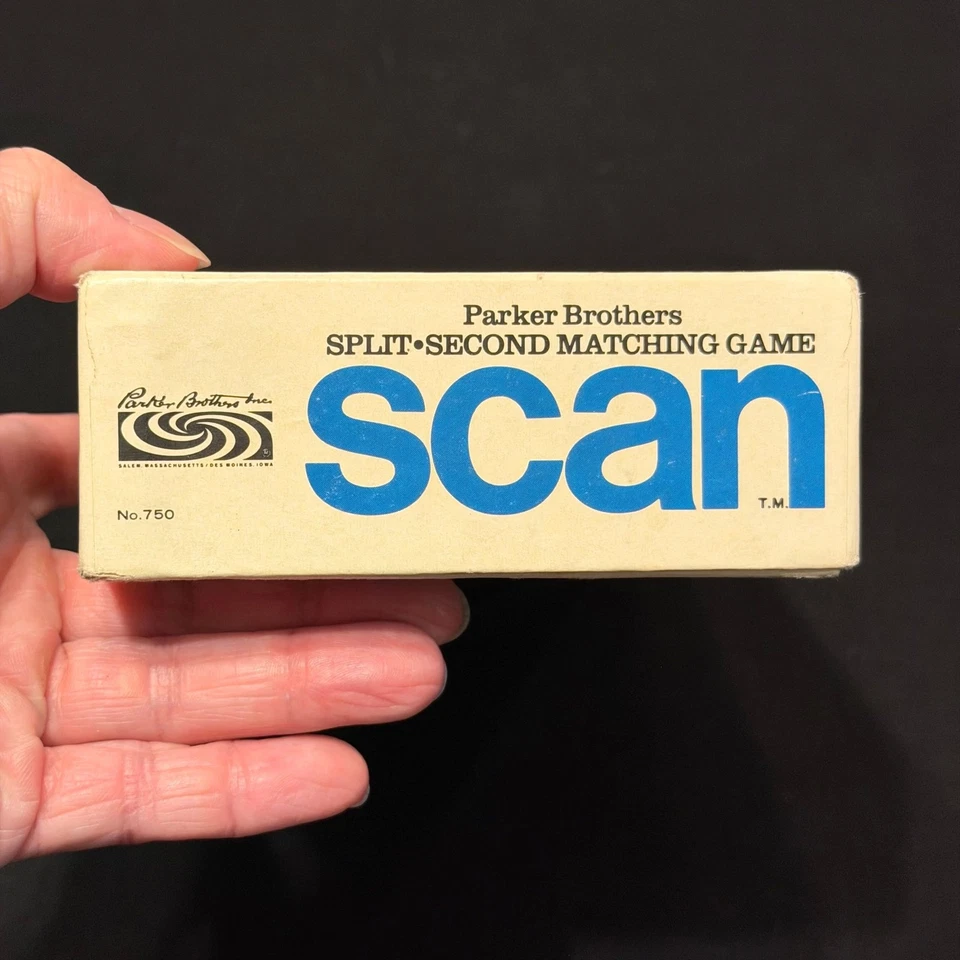 Parker Brothers
SPLIT•SECOND MATCHING GAME
scan
T.M.
Parker Brothers Inc.
SALEM, MASSACHUSETTS / DES MOINES, IOWA
No.750